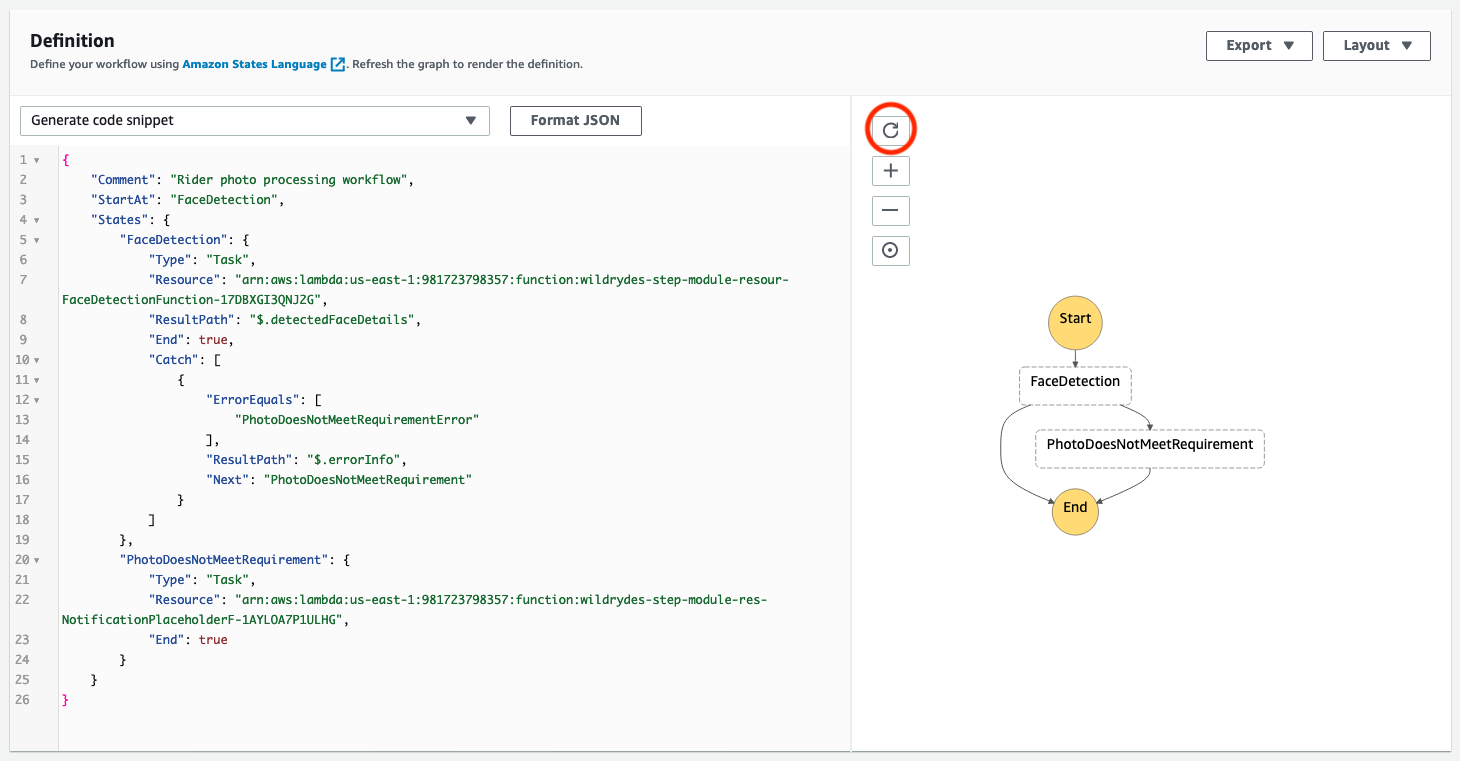 Definition
Define your workflow using Amazon States Language. Refresh the graph to render the definition.
Export
Layout
Generate code snippet
Format JSON
1 {
2 "Comment": "Rider photo processing workflow",
3 "StartAt": "FaceDetection",
4 "States": {
5 "FaceDetection": {
6 "Type": "Task",
7 "Resource": "arn:aws:lambda:us-east-1:981723798357:function:wildrydes-step-module-resour-
FaceDetectionFunction-17DBXGI3QNJ2G",
8 "ResultPath": "$.detectedFaceDetails",
9 "End": true,
10 "Catch": [
11 {
12 "ErrorEquals": [
13 "PhotoDoesNotMeetRequirementError"
14 ],
15 "ResultPath": "$.errorInfo",
16 "Next": "PhotoDoesNotMeetRequirement"
17 }
18 ]
19 },
20 "PhotoDoesNotMeetRequirement": {
21 "Type": "Task",
22 "Resource": "arn:aws:lambda:us-east-1:981723798357:function:wildrydes-step-module-res-
NotificationPlaceholderF-1AYLOA7P1ULHG",
23 "End": true
24 }
25 }
26 }
Start
FaceDetection
PhotoDoesNotMeetRequirement
End